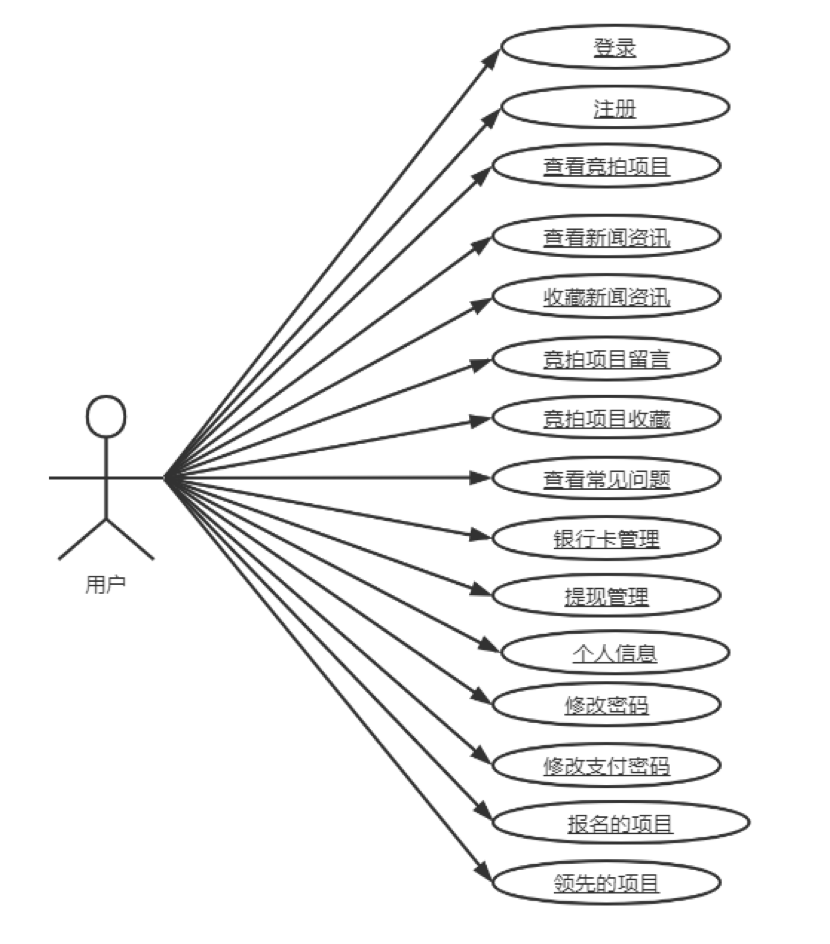 登录
注册
查看竞拍项目
查看新闻资讯
收藏新闻资讯
竞拍项目留言
竞拍项目收藏
查看常见问题
银行卡管理
用户
提现管理
个人信息
修改密码
修改支付密码
报名的项目
领先的项目